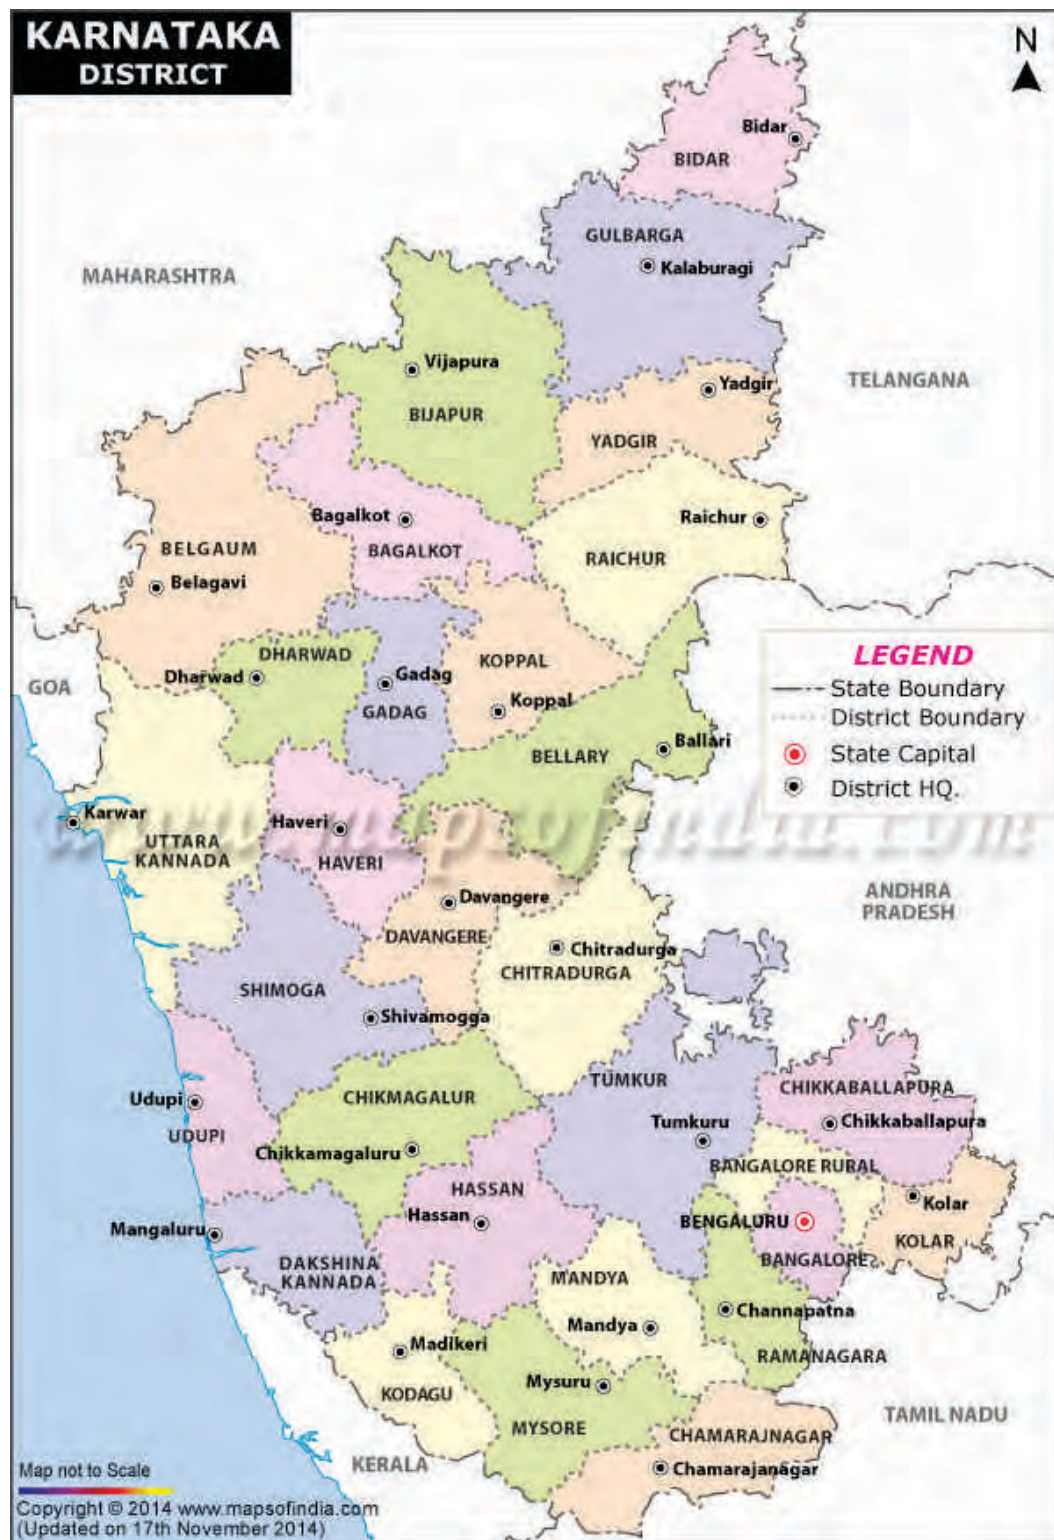 KARNATAKA
DISTRICT
N
Bidar
BIDAR
GULBARGA
Kalaburagi
MAHARASHTRA
Vijapura
BIJAPUR
Yadgir
TELANGANA
YADGIR
Bagalkot
BAGALKOT
Raichur
RAICHUR
BELGAUM
Belagavi
DHARWAD
Dharwad
Gadag
GADAG
KOPPAL
Koppal
GOA
LEGEND
State Boundary
District Boundary
State Capital
District HQ.
BELLARY
Ballari
Karwar
UTTARA
KANNADA
Haveri
HAVERI
www.mapsofindia.com
Davangere
DAVANGERE
ANDHRA
PRADESH
Chitradurga
CHITRADURGA
SHIMOGA
Shivamogga
TUMKUR
Tumkuru
CHIKKABALLAPURA
Chikkaballapura
CHIKMAGALUR
Chikkamagaluru
Udupi
UDUPI
HASSAN
Hassan
BANGALORE RURAL
BENGALURU
BANGALORE
Kolar
KOLAR
Mangaluru
DAKSHINA
KANNADA
MANDYA
Mandya
Channapatna
RAMANAGARA
Madikeri
KODAGU
Mysuru
MYSORE
CHAMARAJNAGAR
Chamarajanagar
TAMIL NADU
KERALA
Map not to Scale
Copyright © 2014 www.mapsofindia.com
(Updated on 17th November 2014)